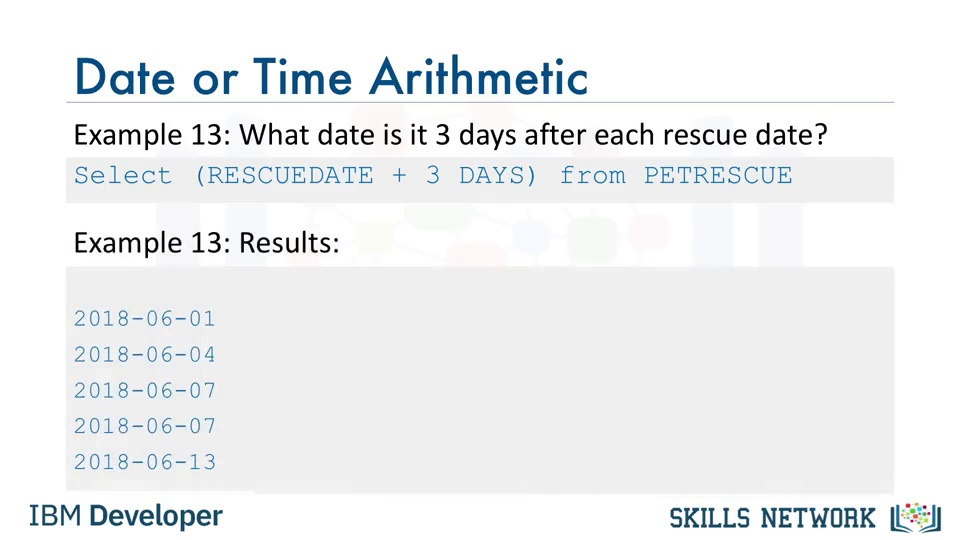 Date or Time Arithmetic
Example 13: What date is it 3 days after each rescue date?
Select (RESCUEDATE + 3 DAYS) from PETRESCUE
Example 13: Results:
2018-06-01
2018-06-04
2018-06-07
2018-06-07
2018-06-13
IBM Developer
SKILLS NETWORK